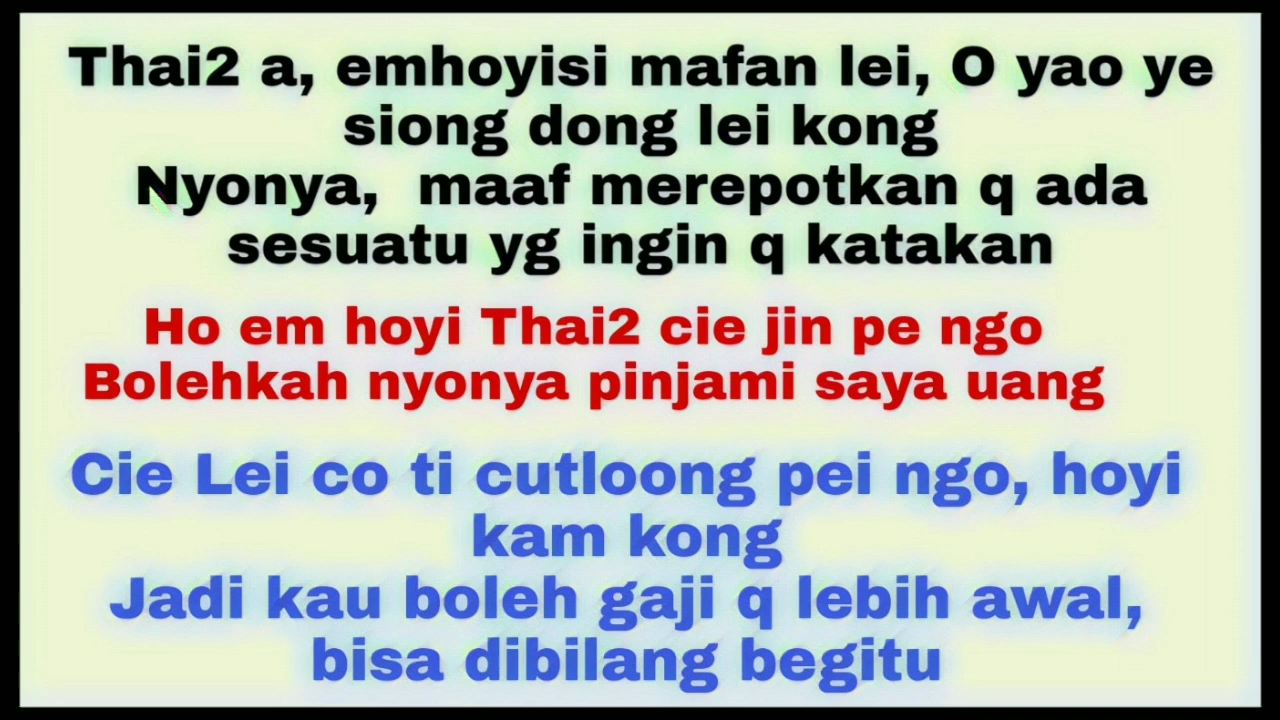 Thai2 a, emhoyisi mafan lei, O yao ye
siong dong lei kong
Nyonya, maaf merepotkan q ada
sesuatu yg ingin q katakan
Ho em hoyi Thai2 cie jin pe ngo
Bolehkah nyonya pinjami saya uang
Cie Lei co ti cutloong pei ngo, hoyi
kam kong
Jadi kau boleh gaji q lebih awal,
bisa dibilang begitu